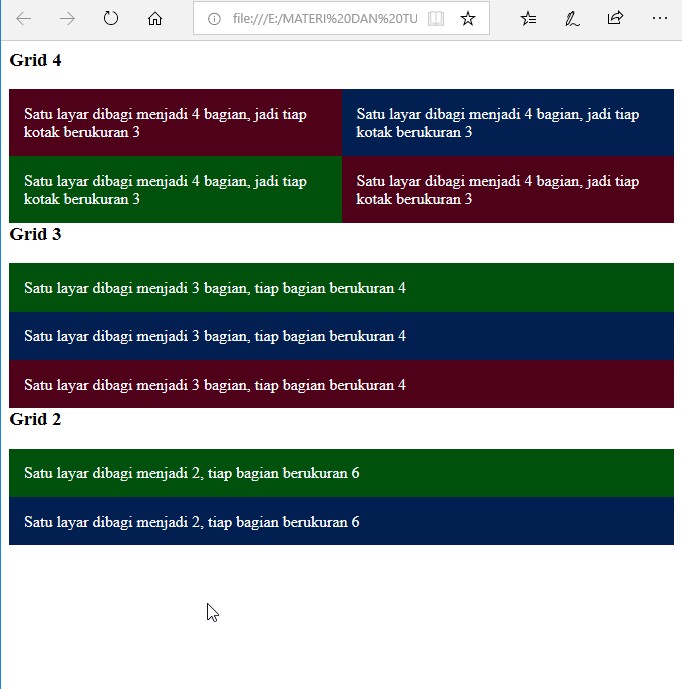 file:///E:/MATERI%20DAN%20TU
Grid 4
Satu layar dibagi menjadi 4 bagian, jadi tiap
kotak berukuran 3
Satu layar dibagi menjadi 4 bagian, jadi tiap
kotak berukuran 3
Satu layar dibagi menjadi 4 bagian, jadi tiap
kotak berukuran 3
Satu layar dibagi menjadi 4 bagian, jadi tiap
kotak berukuran 3
Grid 3
Satu layar dibagi menjadi 3 bagian, tiap bagian berukuran 4
Satu layar dibagi menjadi 3 bagian, tiap bagian berukuran 4
Satu layar dibagi menjadi 3 bagian, tiap bagian berukuran 4
Grid 2
Satu layar dibagi menjadi 2, tiap bagian berukuran 6
Satu layar dibagi menjadi 2, tiap bagian berukuran 6